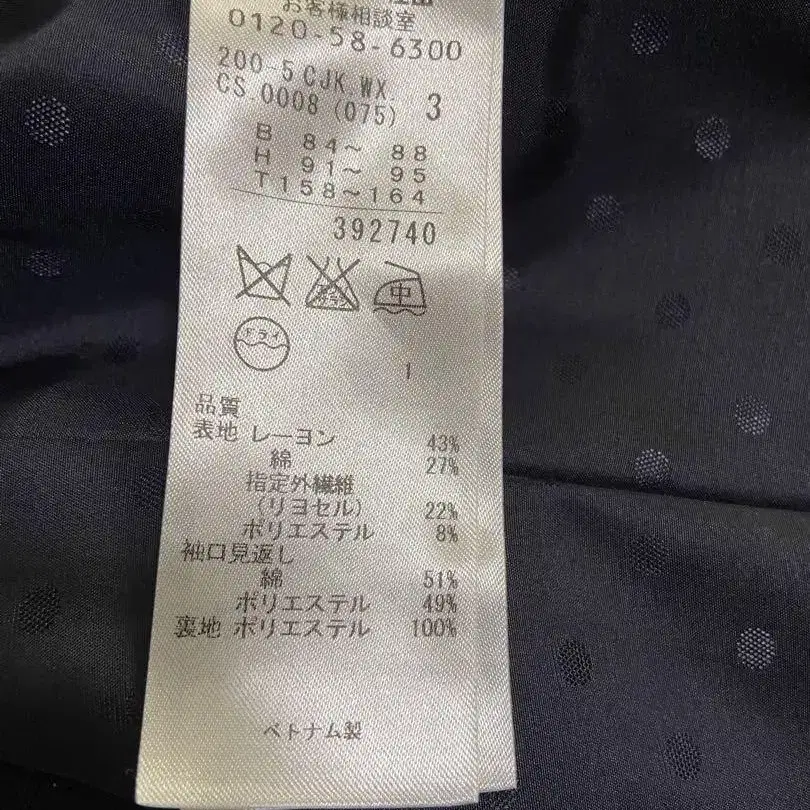 お客様相談室
0120-58-6300
200-5 CJK.WX. 3
CS.0008 (075)
B 84～ 88
H 91～ 95
T158～164
392740
中
ドライ
1
品質
表地 レーヨン 43%
綿 27%
指定外繊維
(リヨセル) 22%
ポリエステル 8%
袖口見返し
綿 51%
ポリエステル 49%
裏地 ポリエステル 100%
ベトナム製